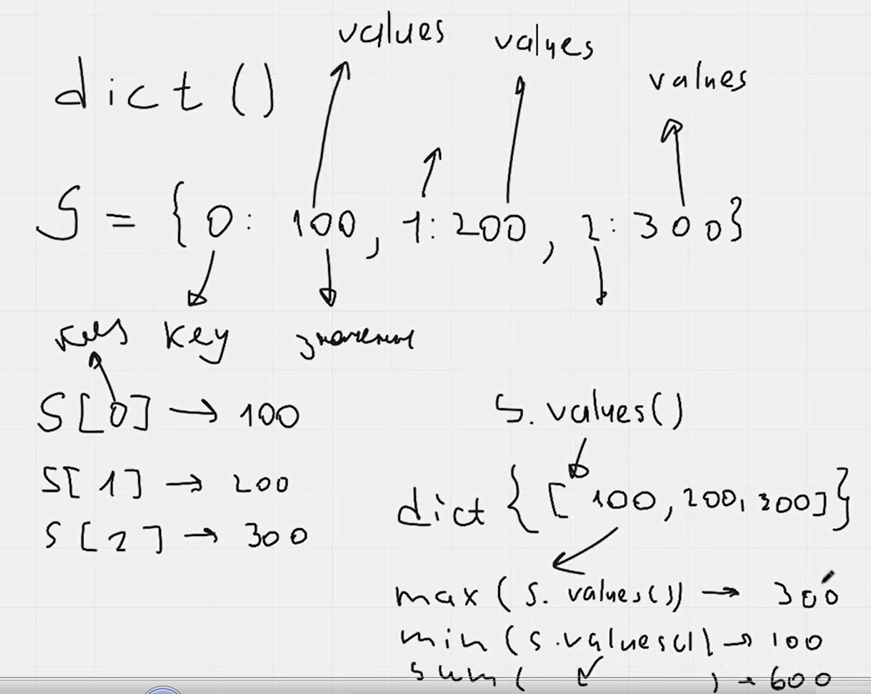 values values values
dict()
S = {0: 100, 1:200, 2:300}
key значение
S[0] → 100
S[1] → 200
S[2] → 300
S.values()
dict {[100, 200, 300]}
max(S.values()) → 300
min(S.values()) → 100
sum( ✓ ) → 600